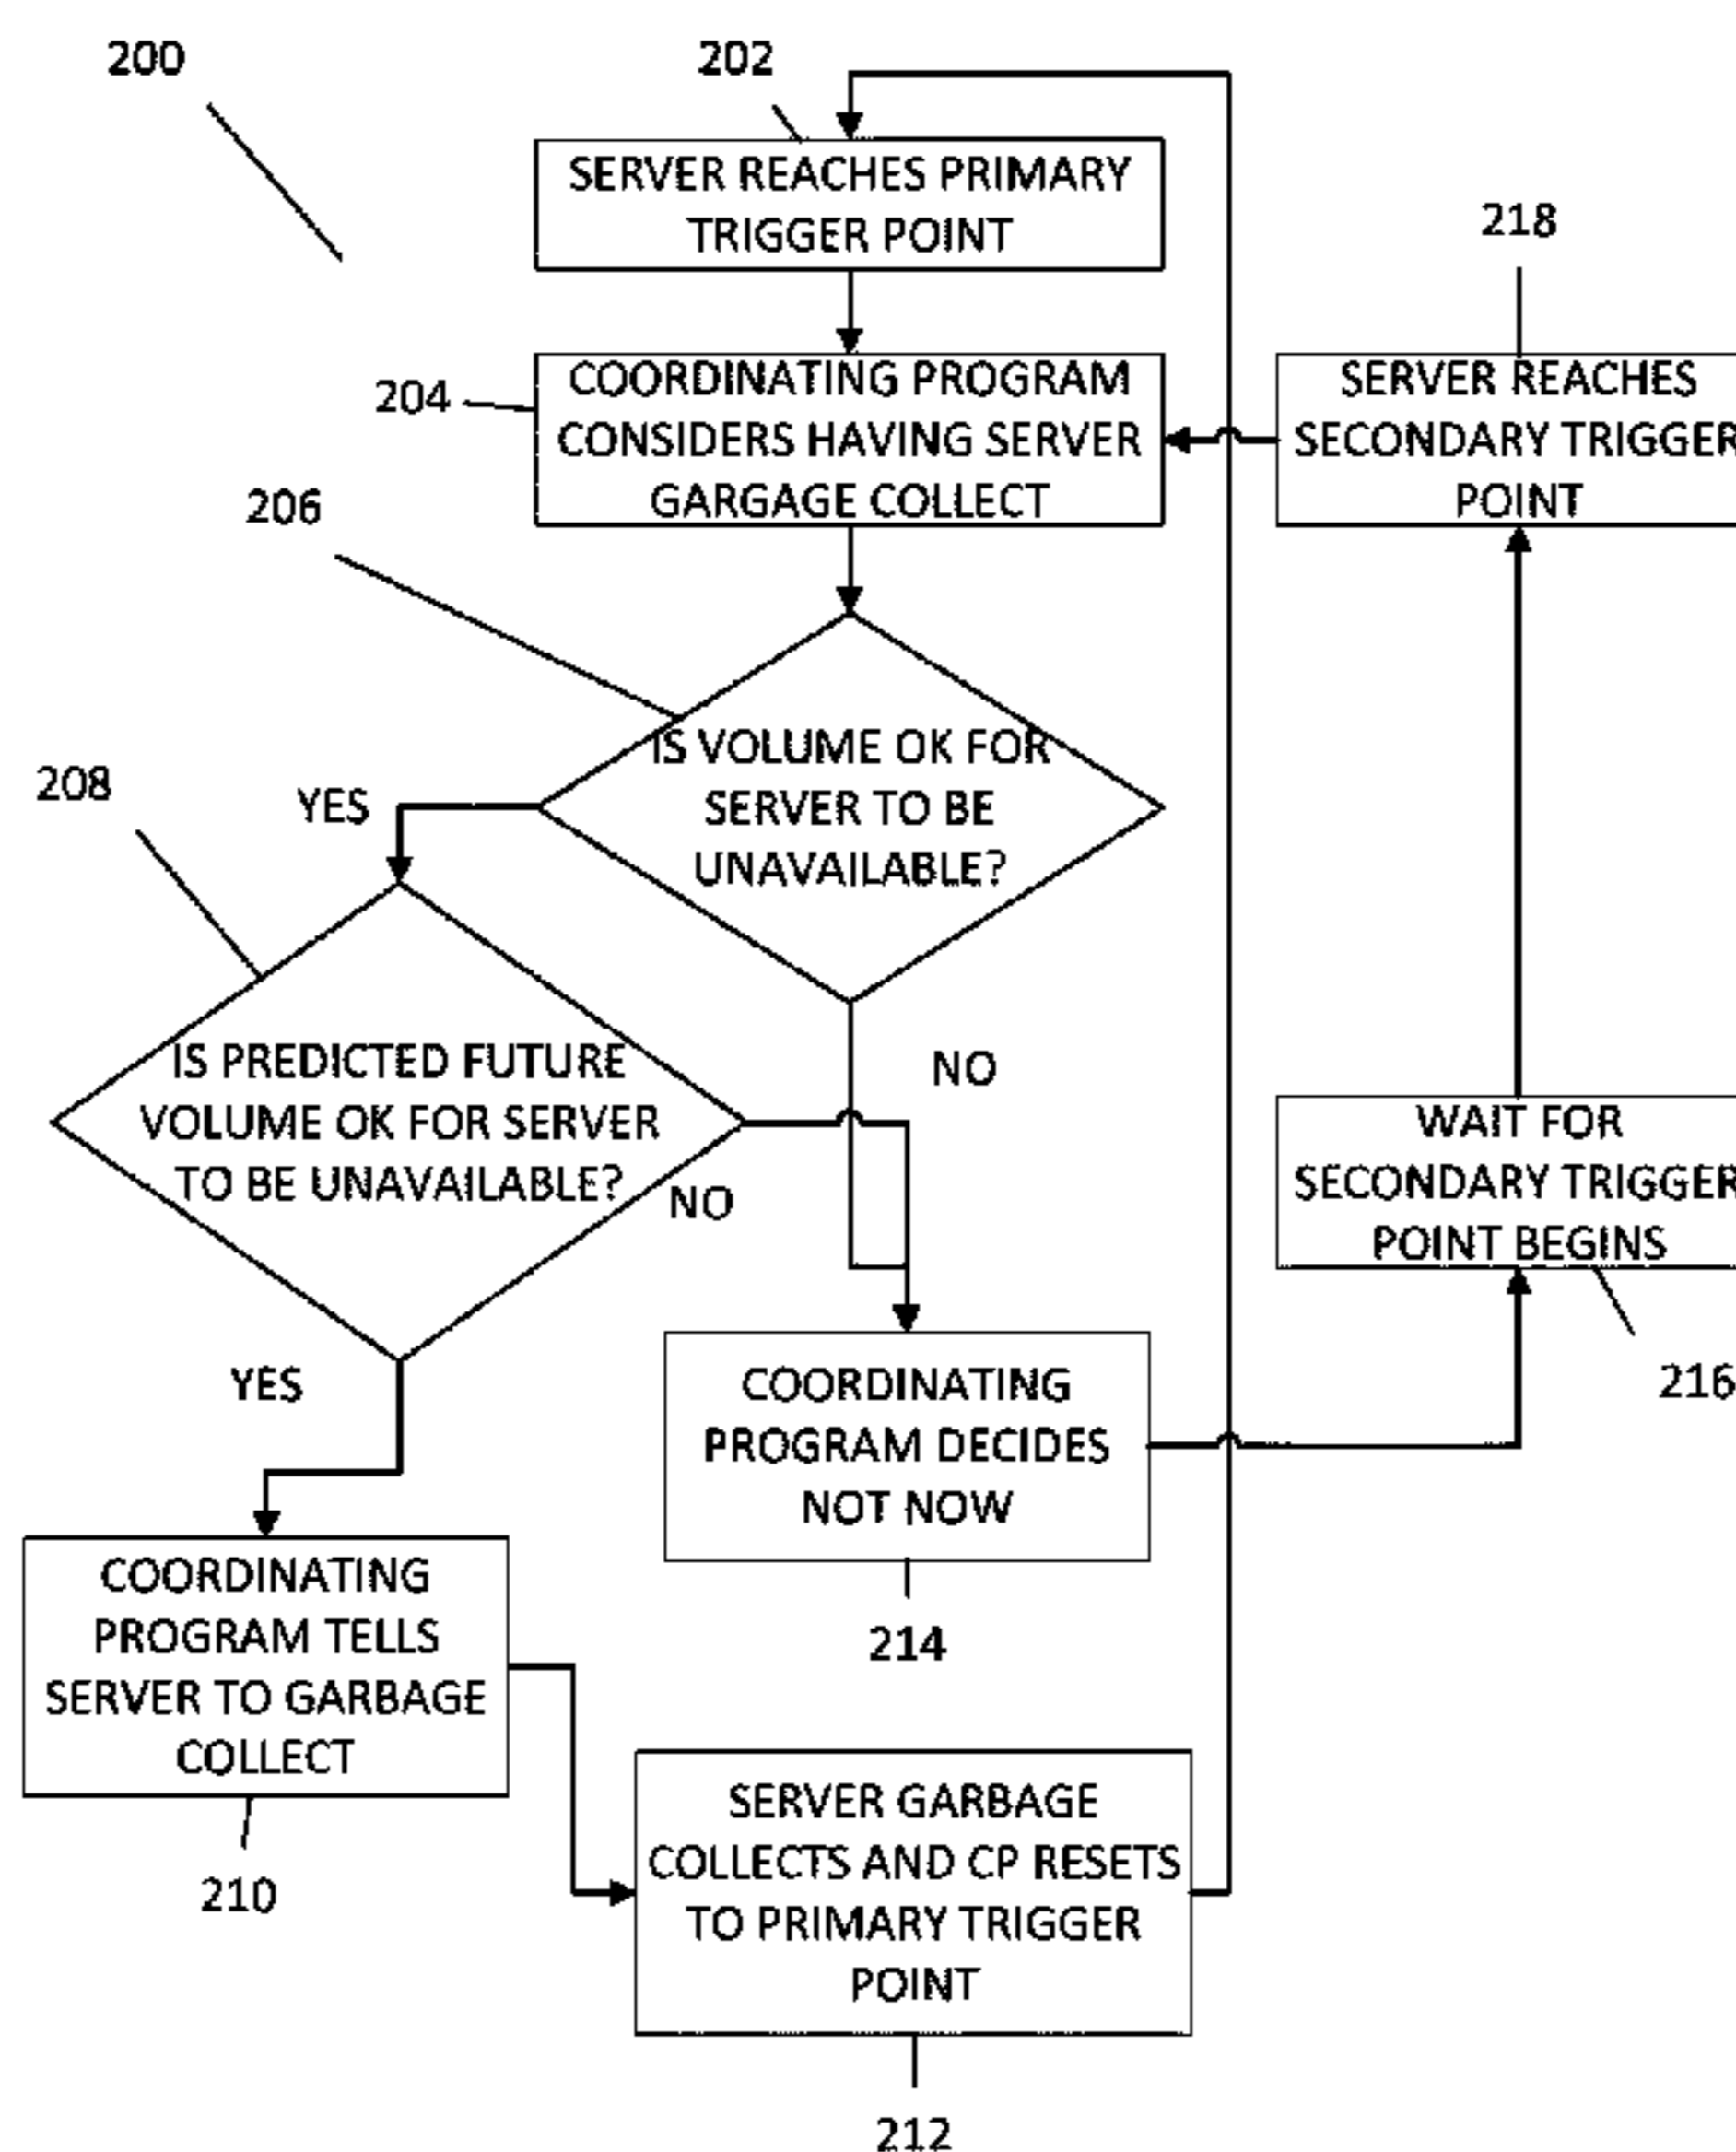 200
202
SERVER REACHES PRIMARY
TRIGGER POINT
218
204
COORDINATING PROGRAM
CONSIDERS HAVING SERVER
GARGAGE COLLECT
SERVER REACHES
SECONDARY TRIGGER
POINT
206
IS VOLUME OK FOR
SERVER TO BE
UNAVAILABLE?
208
YES
NO
IS PREDICTED FUTURE
VOLUME OK FOR SERVER
TO BE UNAVAILABLE?
NO
WAIT FOR
SECONDARY TRIGGER
POINT BEGINS
216
YES
COORDINATING
PROGRAM DECIDES
NOT NOW
214
COORDINATING
PROGRAM TELLS
SERVER TO GARBAGE
COLLECT
210
SERVER GARBAGE
COLLECTS AND CP RESETS
TO PRIMARY TRIGGER
POINT
212